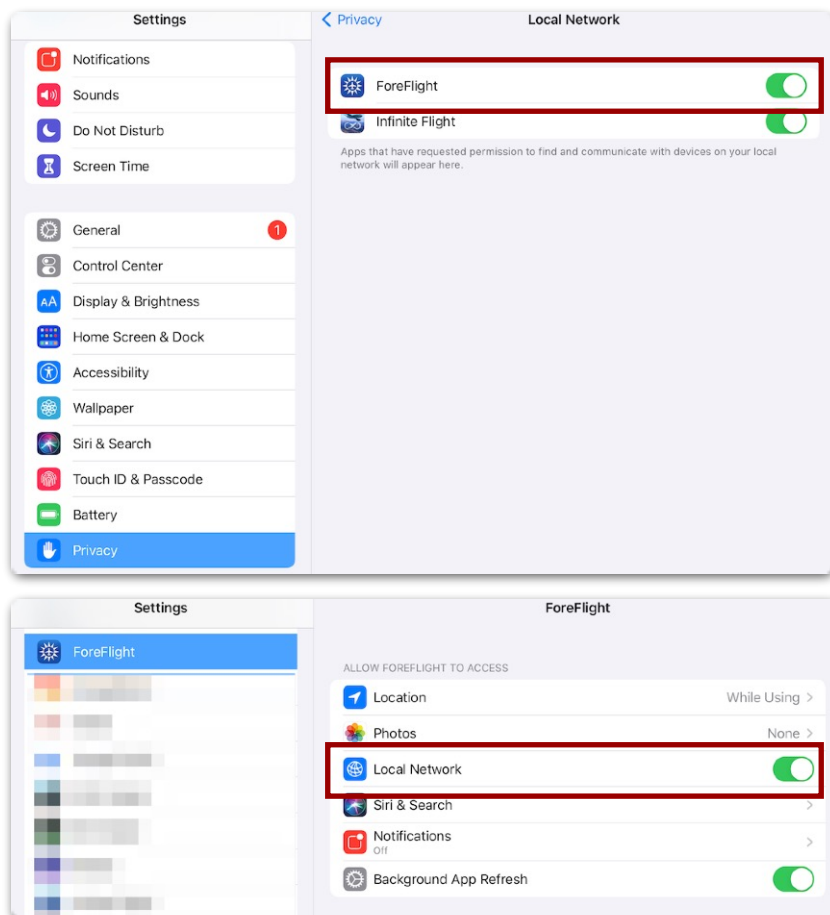 Settings
Notifications
Sounds
Do Not Disturb
Screen Time
General
1
Control Center
AA
Display & Brightness
Home Screen & Dock
Accessibility
Wallpaper
Siri & Search
Touch ID & Passcode
Battery
Privacy
Privacy
Local Network
ForeFlight
Infinite Flight
Apps that have requested permission to find and communicate with devices on your local
network will appear here.
Settings
ForeFlight
ForeFlight
ALLOW FOREFLIGHT TO ACCESS
Location
While Using
Photos
None
Local Network
Siri & Search
Notifications
Off
Background App Refresh